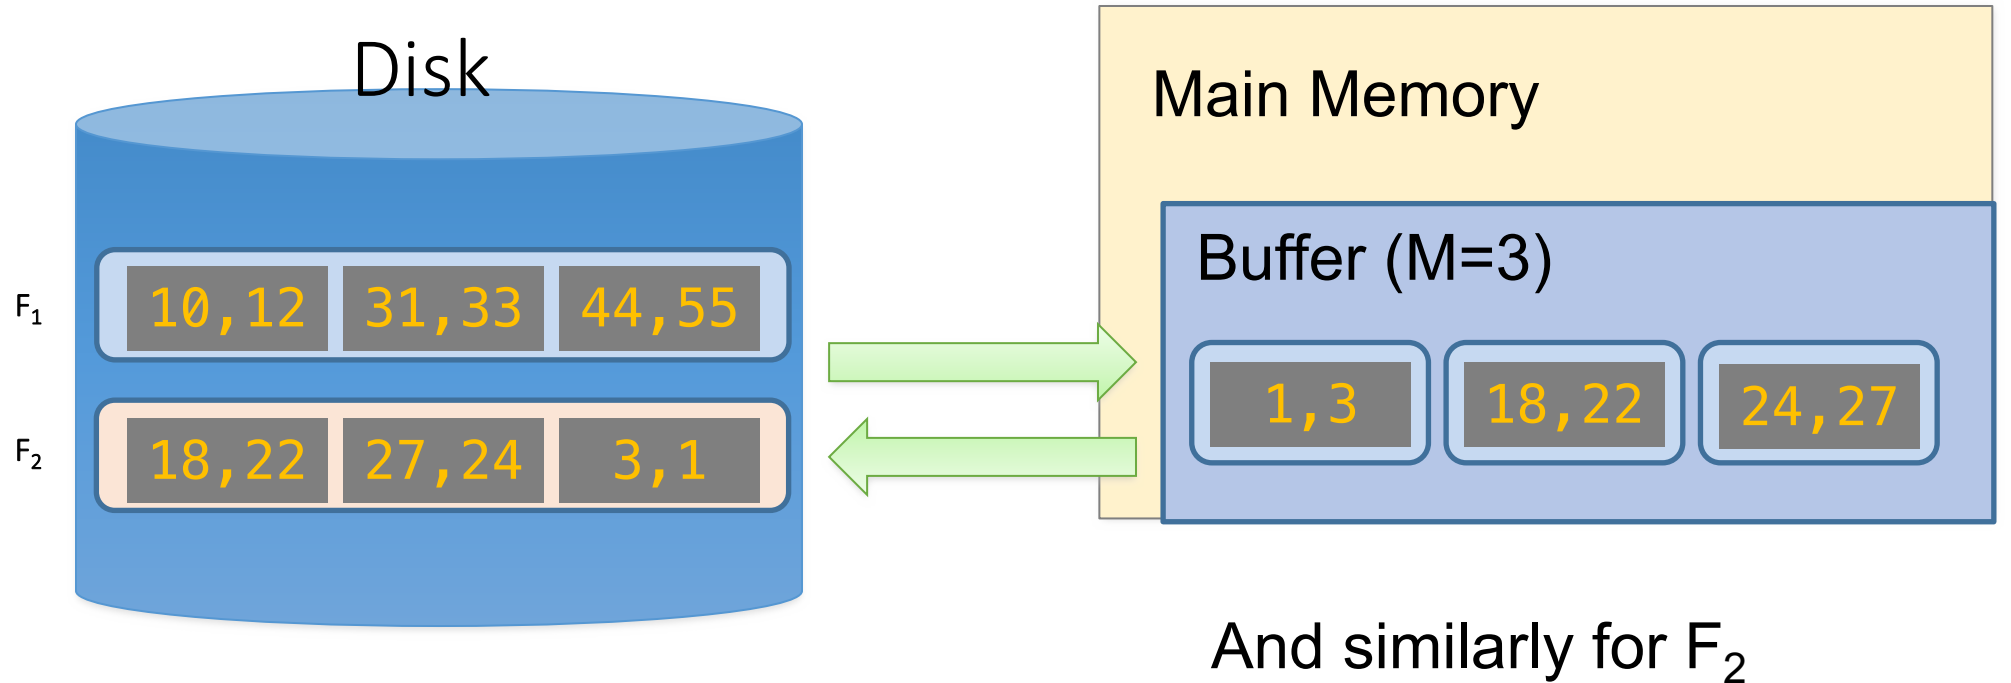 Disk
Main Memory
Buffer (M=3)
F₁ 10,12 31,33 44,55
F₂ 18,22 27,24 3,1
1,3 18,22 24,27
And similarly for F₂